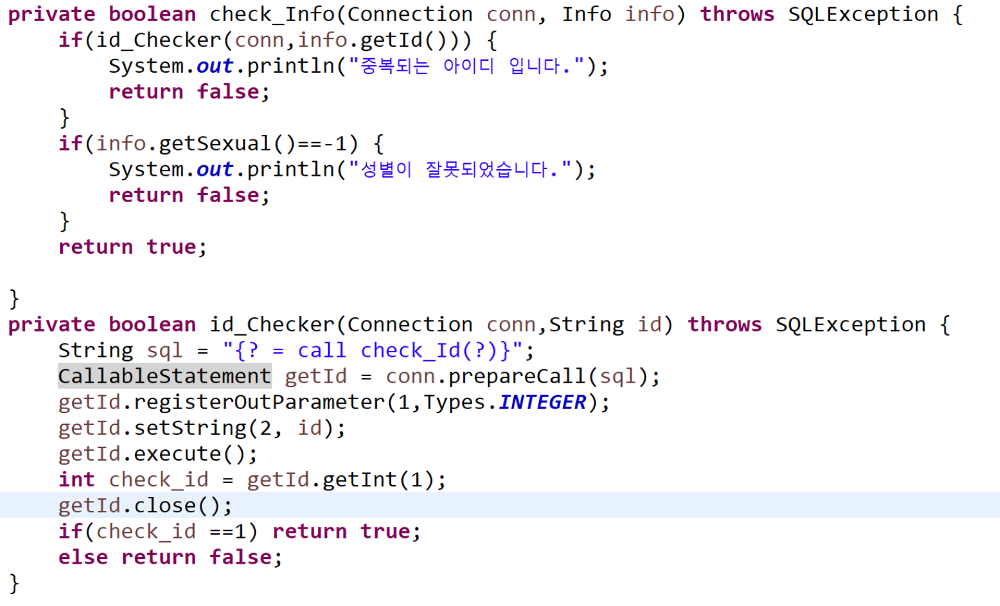 private boolean check_Info(Connection conn, Info info) throws SQLException {
    if(id_Checker(conn,info.getId())) {
        System.out.println("중복되는 아이디 입니다.");
        return false;
    }
    if(info.getSexual()==-1) {
        System.out.println("성별이 잘못되었습니다.");
        return false;
    }
    return true;

}
private boolean id_Checker(Connection conn,String id) throws SQLException {
    String sql = "{? = call check_Id(?)}";
    CallableStatement getId = conn.prepareCall(sql);
    getId.registerOutParameter(1,Types.INTEGER);
    getId.setString(2, id);
    getId.execute();
    int check_id = getId.getInt(1);
    getId.close();
    if(check_id ==1) return true;
    else return false;
}